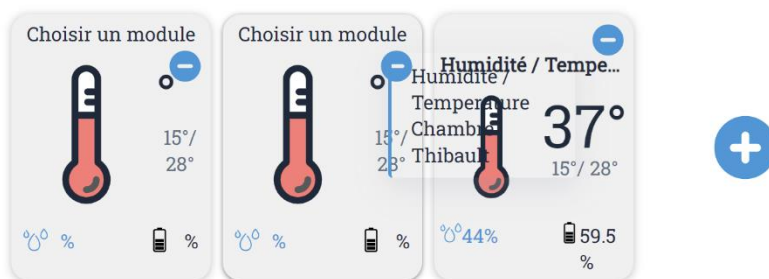 Choisir un module
°
15°/
28°
%
%
Choisir un module
°
15°/
28°
%
%
Humidité /
Temperature
Chambre
Thibault
Humidité / Tempe...
37°
15°/ 28°
44%
59.5
%